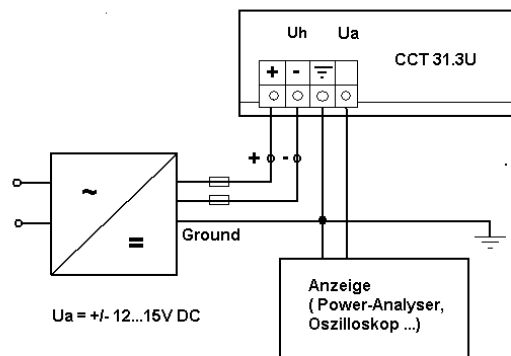 Uh Ua
CCT 31.3U
+ -
+ -
~
=
Ground
Ua = +/- 12...15V DC
Anzeige
( Power-Analyser,
Oszilloskop ...)